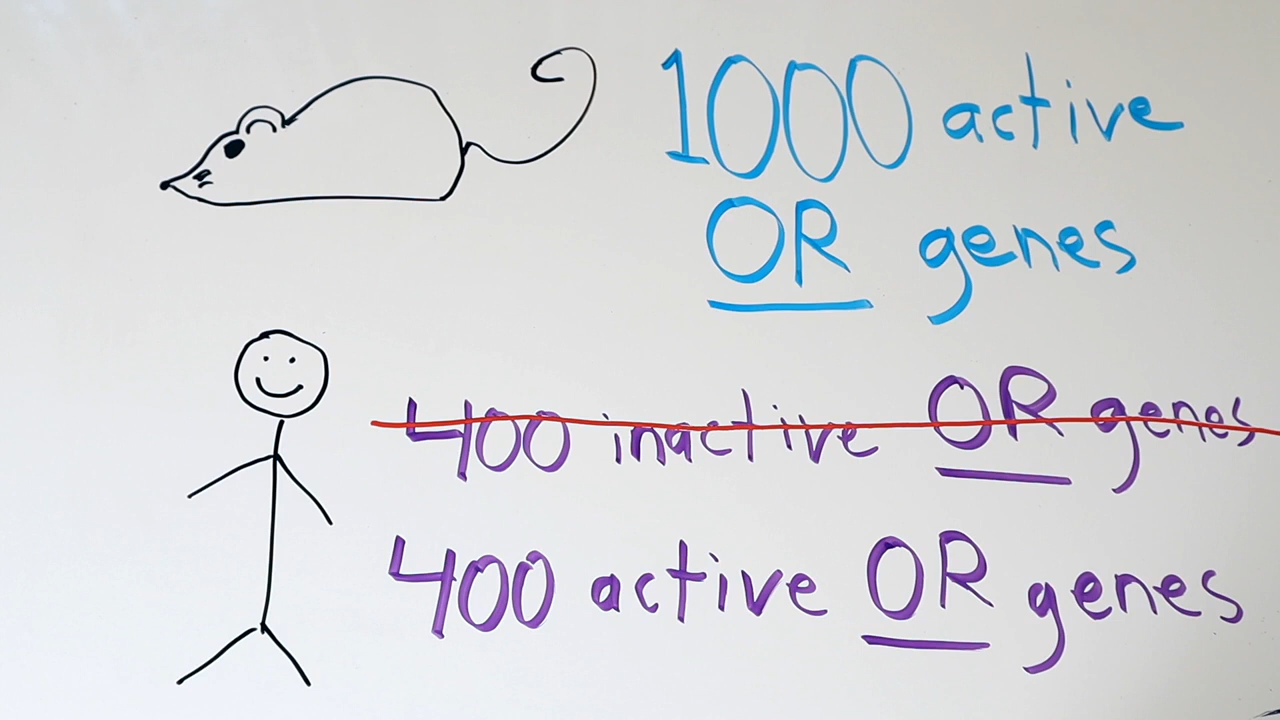 1000 active
OR genes
400 inactive OR genes
400 active OR genes